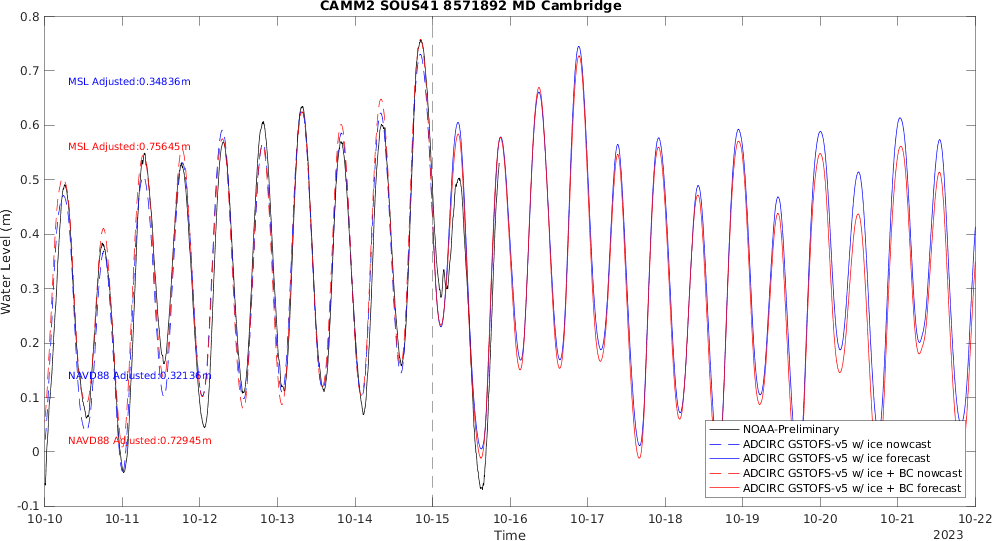 CAMM2 SOUS41 8571892 MD Cambridge
0.8
0.7
0.6
0.5
0.4
0.3
0.2
0.1
0
-0.1
Water Level (m)
MSL Adjusted:0.34836m
MSL Adjusted:0.75645m
NAVD88 Adjusted:0.32136m
NAVD88 Adjusted:0.72945m
NOAA-Preliminary
ADCIRC GSTOFS-v5 w/ ice nowcast
ADCIRC GSTOFS-v5 w/ ice forecast
ADCIRC GSTOFS-v5 w/ ice + BC nowcast
ADCIRC GSTOFS-v5 w/ ice + BC forecast
10-10 10-11 10-12 10-13 10-14 10-15 10-16 10-17 10-18 10-19 10-20 10-21 10-22
Time
2023